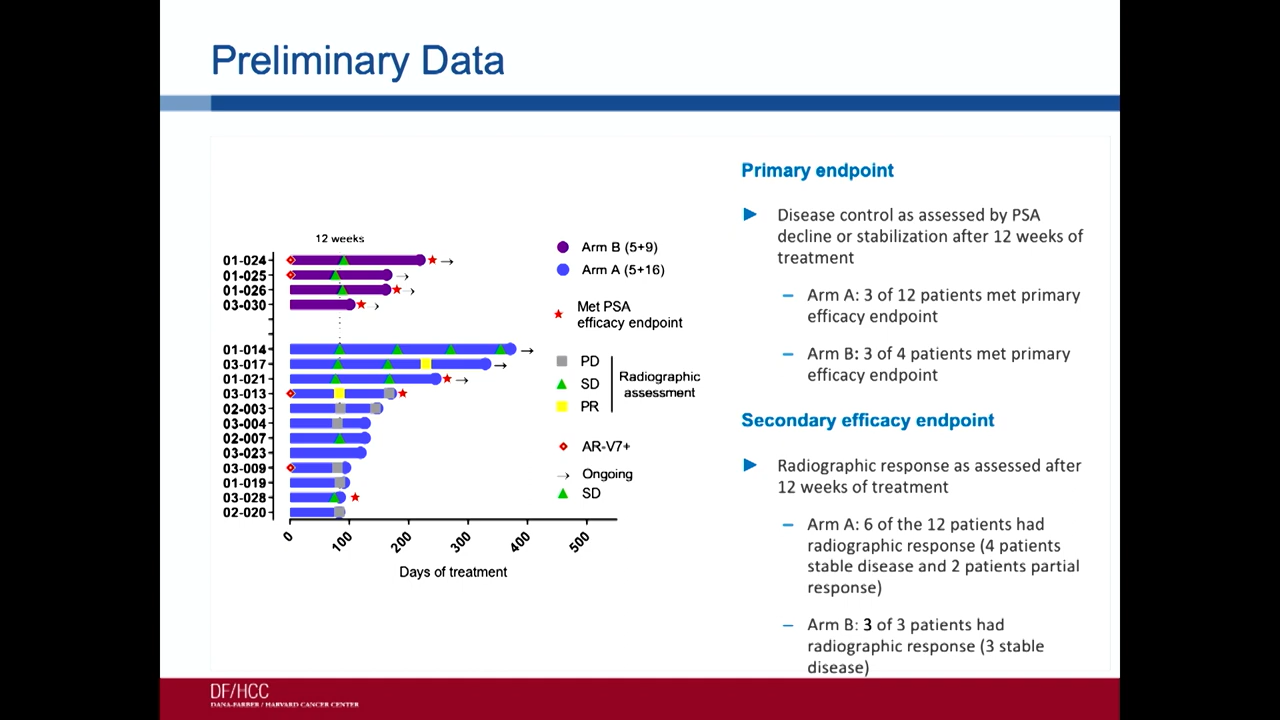 Preliminary Data
12 weeks
01-024
01-025
01-026
03-030
01-014
03-017
01-021
03-013
02-003
03-004
02-007
03-023
03-009
01-019
03-028
02-020
0
100
200
300
400
500
Days of treatment
Arm B (5+9)
Arm A (5+16)
Met PSA
efficacy endpoint
PD
SD
PR
Radiographic
assessment
AR-V7+
Ongoing
SD
Primary endpoint
Disease control as assessed by PSA
decline or stabilization after 12 weeks of
treatment
– Arm A: 3 of 12 patients met primary
efficacy endpoint
– Arm B: 3 of 4 patients met primary
efficacy endpoint
Secondary efficacy endpoint
Radiographic response as assessed after
12 weeks of treatment
– Arm A: 6 of the 12 patients had
radiographic response (4 patients
stable disease and 2 patients partial
response)
– Arm B: 3 of 3 patients had
radiographic response (3 stable
disease)
DF/HCC
DANA-FARBER / HARVARD CANCER CENTER